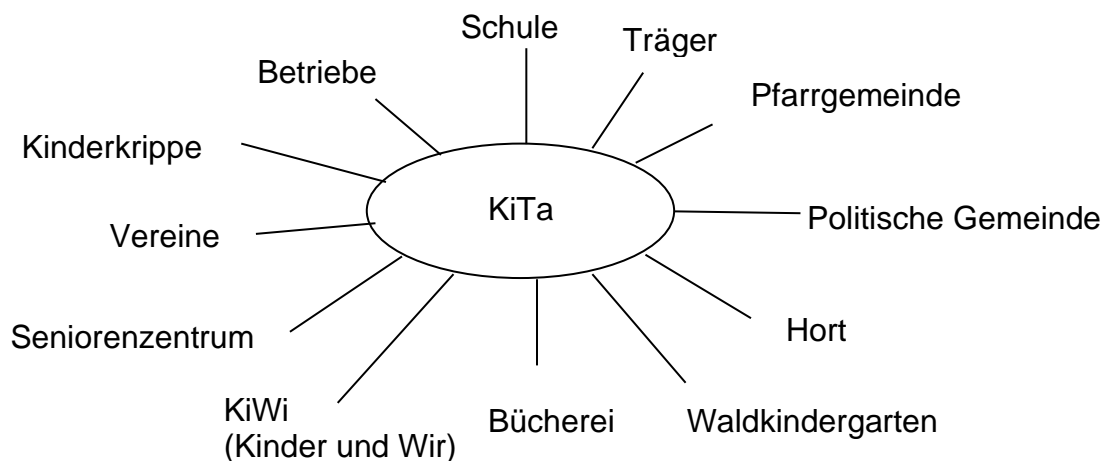 Schule
Träger
Betriebe
Pfarrgemeinde
Kinderkrippe
KiTa
Politische Gemeinde
Vereine
Hort
Seniorenzentrum
KiWi
(Kinder und Wir)
Bücherei
Waldkindergarten